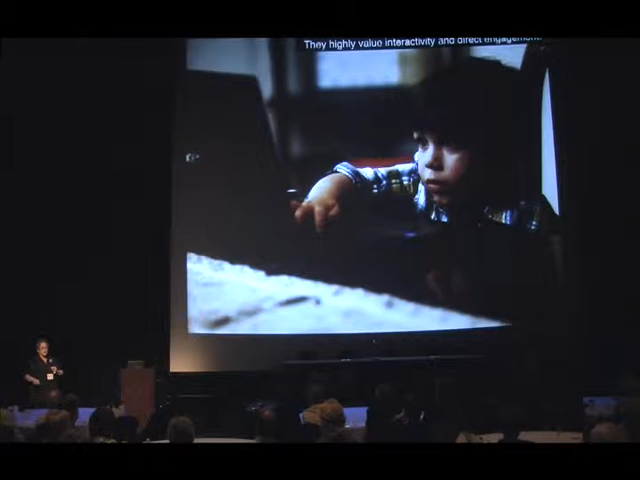 They highly value interactivity and direct engagement.